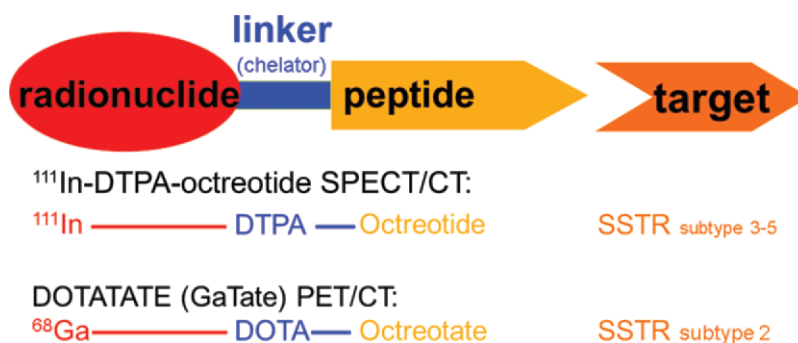 linker
(chelator)
radionuclide peptide target
¹¹¹In-DTPA-octreotide SPECT/CT:
¹¹¹In DTPA Octreotide SSTR subtype 3-5
DOTATATE (GaTate) PET/CT:
⁶⁸Ga DOTA Octreotate SSTR subtype 2